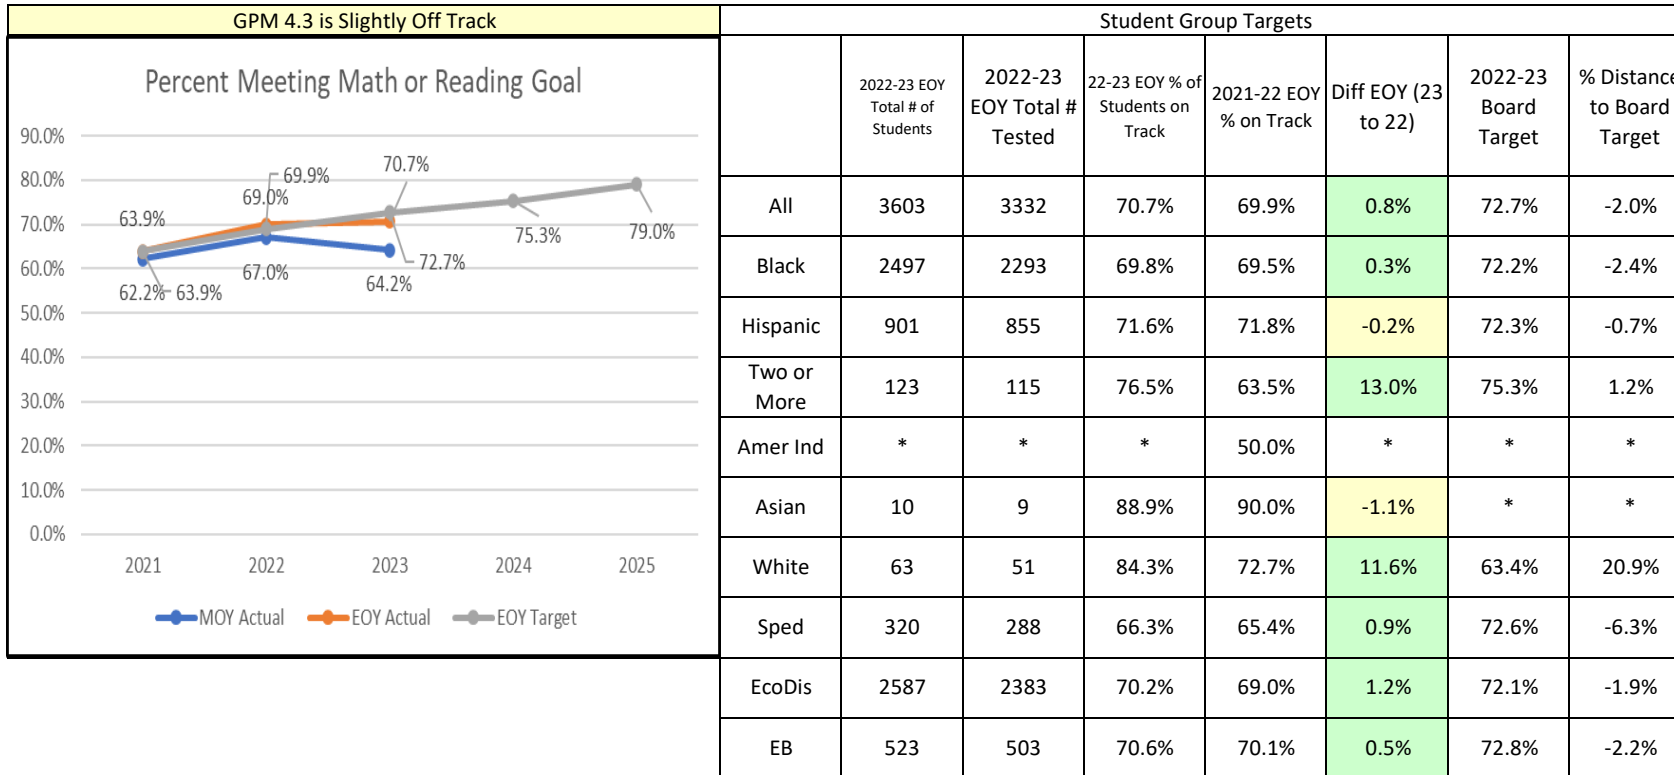 GPM 4.3 is Slightly Off Track
Percent Meeting Math or Reading Goal
90.0%
80.0%
70.0%
60.0%
50.0%
40.0%
30.0%
20.0%
10.0%
0.0%
63.9%
62.2%
63.9%
69.0%
69.9%
67.0%
70.7%
72.7%
64.2%
75.3%
79.0%
2021 2022 2023 2024 2025
MOY Actual EOY Actual EOY Target
Student Group Targets
2022-23 EOY
Total # of
Students
2022-23
EOY Total #
Tested
22-23 EOY % of
Students on
Track
2021-22 EOY
% on Track
Diff EOY (23
to 22)
2022-23
Board
Target
% Distance
to Board
Target
All 3603 3332 70.7% 69.9% 0.8% 72.7% -2.0%
Black 2497 2293 69.8% 69.5% 0.3% 72.2% -2.4%
Hispanic 901 855 71.6% 71.8% -0.2% 72.3% -0.7%
Two or
More 123 115 76.5% 63.5% 13.0% 75.3% 1.2%
Amer Ind * * * 50.0% * * *
Asian 10 9 88.9% 90.0% -1.1% * *
White 63 51 84.3% 72.7% 11.6% 63.4% 20.9%
Sped 320 288 66.3% 65.4% 0.9% 72.6% -6.3%
EcoDis 2587 2383 70.2% 69.0% 1.2% 72.1% -1.9%
EB 523 503 70.6% 70.1% 0.5% 72.8% -2.2%